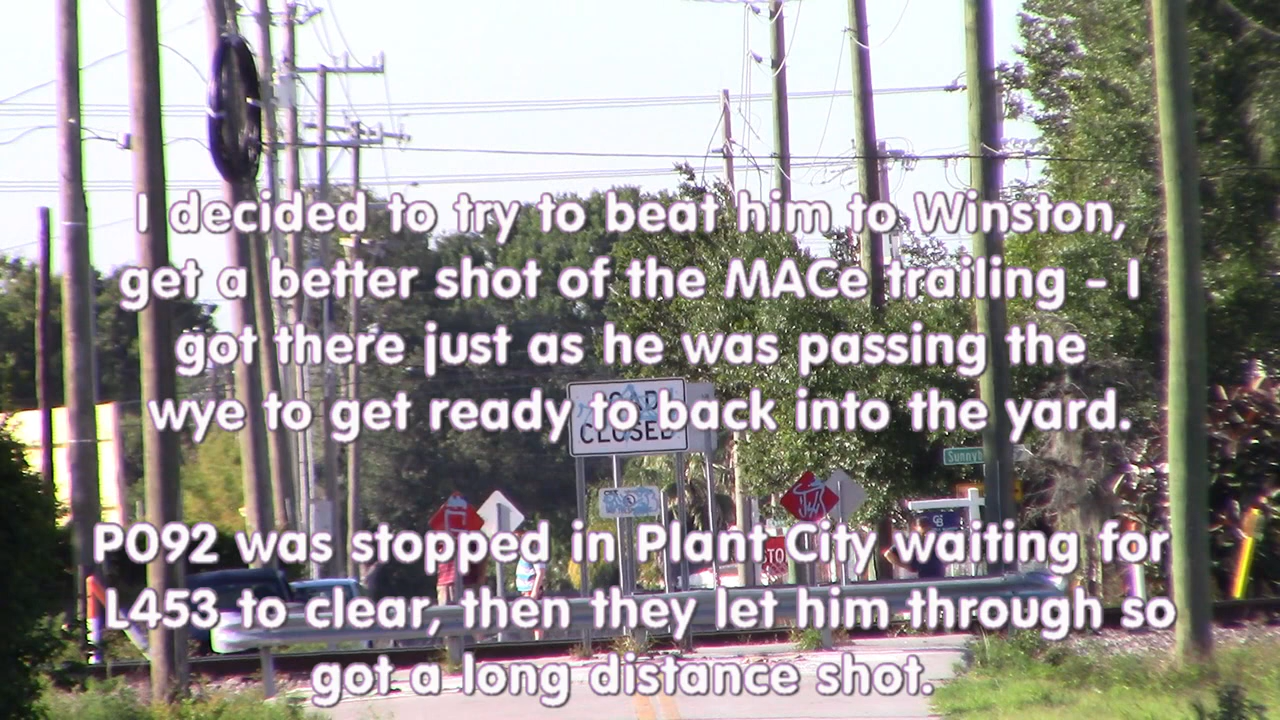 I decided to try to beat him to Winston,
get a better shot of the MACe trailing - I
got there just as he was passing the
wye to get ready to back into the yard.
ROAD
CLOSED
P092 was stopped in Plant City waiting for
L453 to clear, then they let him through so
got a long distance shot.